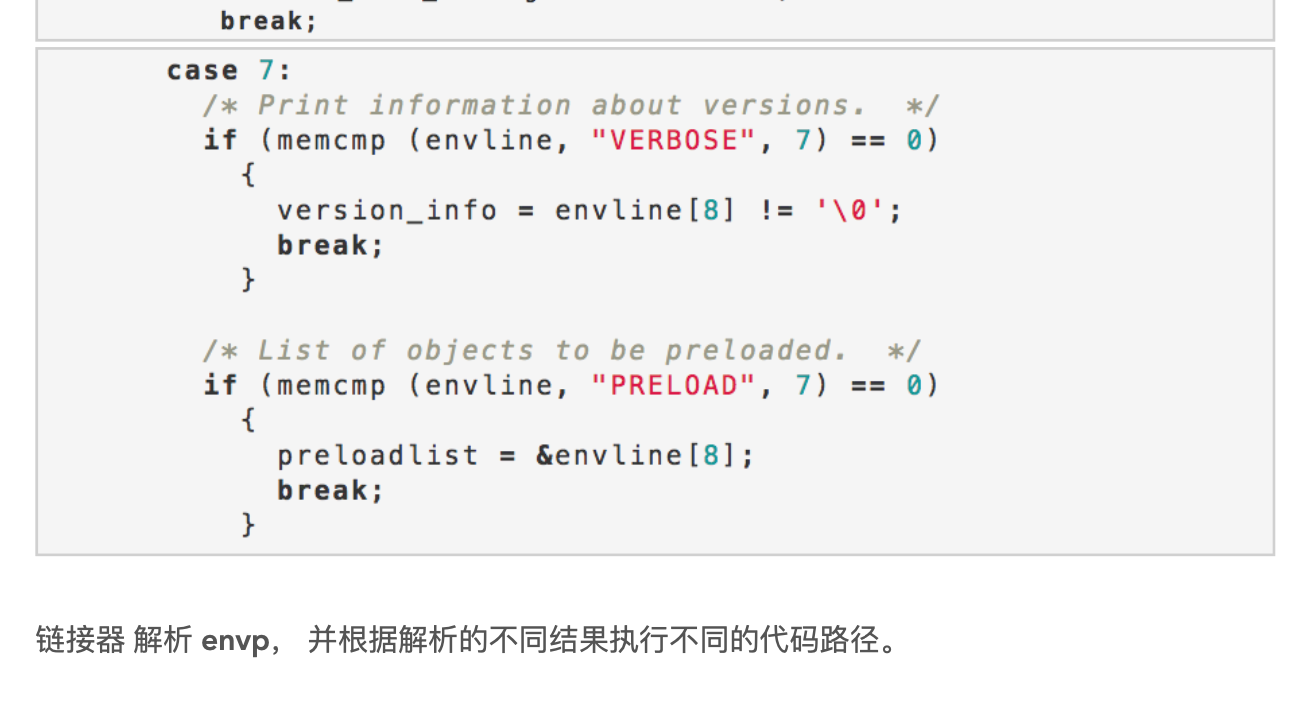 break;
case 7:
/* Print information about versions.  */
if (memcmp (envline, "VERBOSE", 7) == 0)
{
version_info = envline[8] != '\0';
break;
}
/* List of objects to be preloaded.  */
if (memcmp (envline, "PRELOAD", 7) == 0)
{
preloadlist = &envline[8];
break;
}
链接器 解析 envp， 并根据解析的不同结果执行不同的代码路径。